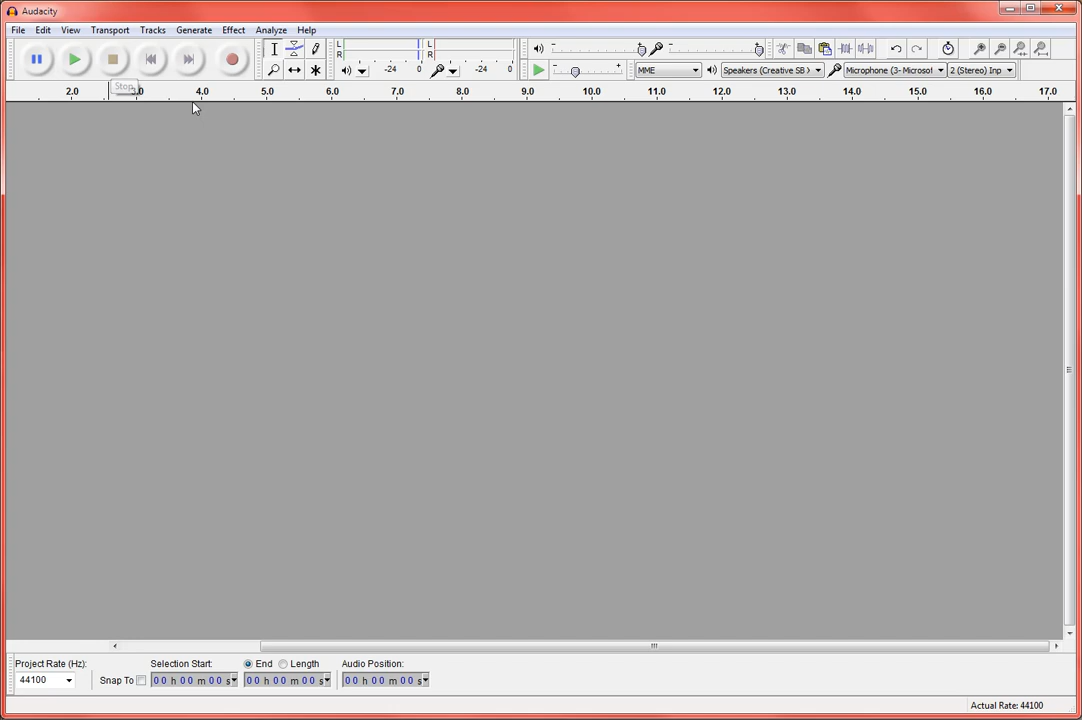 Audacity
File Edit View Transport Tracks Generate Effect Analyze Help
L R -24 0 L R -24 0
MME Speakers (Creative SB X Microphone (3- Microsof 2 (Stereo) Inp
Stop
2.0 3.0 4.0 5.0 6.0 7.0 8.0 9.0 10.0 11.0 12.0 13.0 14.0 15.0 16.0 17.0
Project Rate (Hz): Selection Start: End Length Audio Position:
44100 Snap To 00 h 00 m 00 s 00 h 00 m 00 s 00 h 00 m 00 s
Actual Rate: 44100